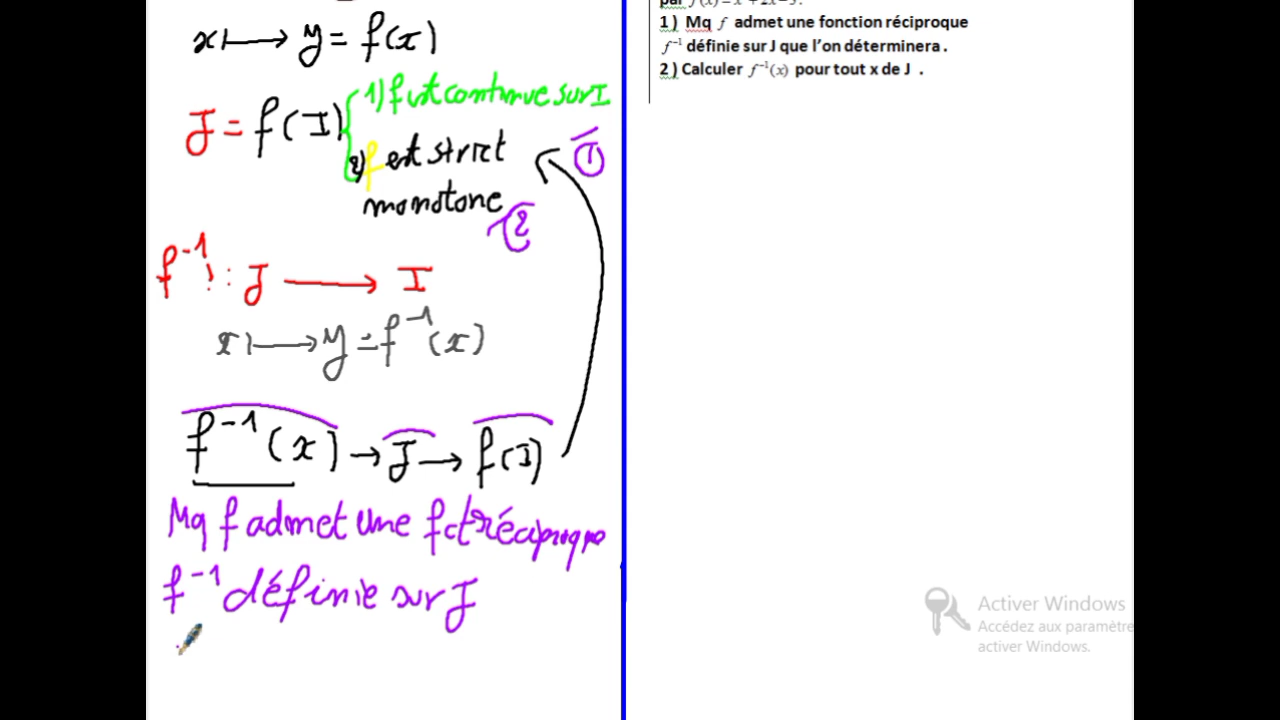 x ↦ y = f(x)
J = f(I) { 1) f est continue sur I
2) f est strict
monotone
①
②
f⁻¹ : J → I
x ↦ y = f⁻¹(x)
f⁻¹(x) → J → f(I)
Mq f admet une fct réciproque
f⁻¹ définie sur J
1) Mq f admet une fonction réciproque
f⁻¹ définie sur J que l'on déterminera .
2) Calculer f⁻¹(x) pour tout x de J .
Activer Windows
Accédez aux paramètre
activer Windows.